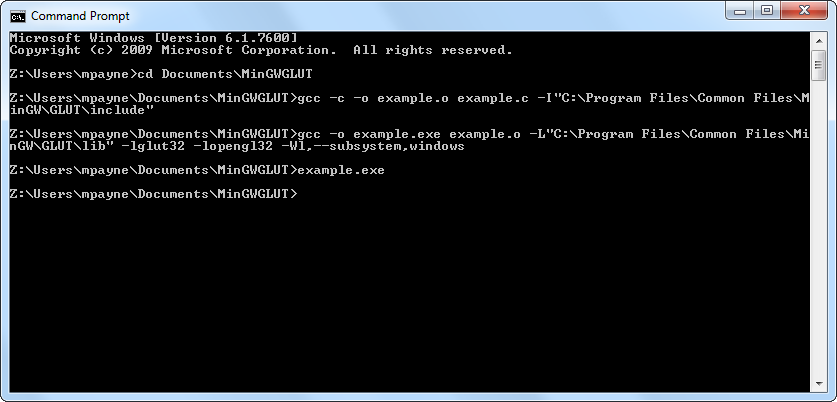 Command Prompt
Microsoft Windows [Version 6.1.7600]
Copyright (c) 2009 Microsoft Corporation.  All rights reserved.
Z:\Users\mpayne>cd Documents\MinGWGLUT
Z:\Users\mpayne\Documents\MinGWGLUT>gcc -c -o example.o example.c -I"C:\Program Files\Common Files\M
inGW\GLUT\include"
Z:\Users\mpayne\Documents\MinGWGLUT>gcc -o example.exe example.o -L"C:\Program Files\Common Files\Mi
nGW\GLUT\lib" -lglut32 -lopengl32 -Wl,--subsystem,windows
Z:\Users\mpayne\Documents\MinGWGLUT>example.exe
Z:\Users\mpayne\Documents\MinGWGLUT>